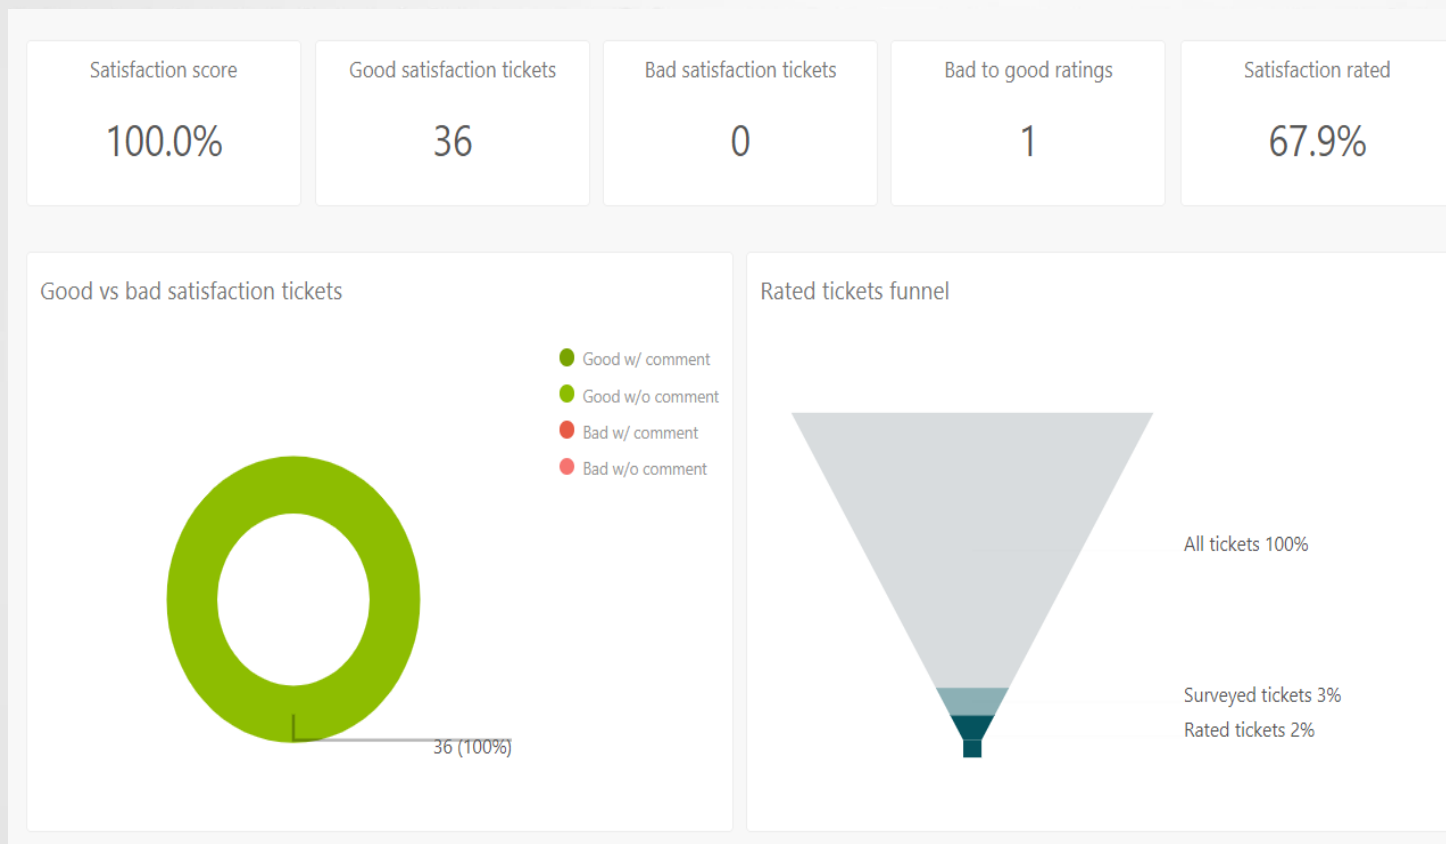 Satisfaction score
100.0%
Good satisfaction tickets
36
Bad satisfaction tickets
0
Bad to good ratings
1
Satisfaction rated
67.9%
Good vs bad satisfaction tickets
Good w/ comment
Good w/o comment
Bad w/ comment
Bad w/o comment
36 (100%)
Rated tickets funnel
All tickets 100%
Surveyed tickets 3%
Rated tickets 2%